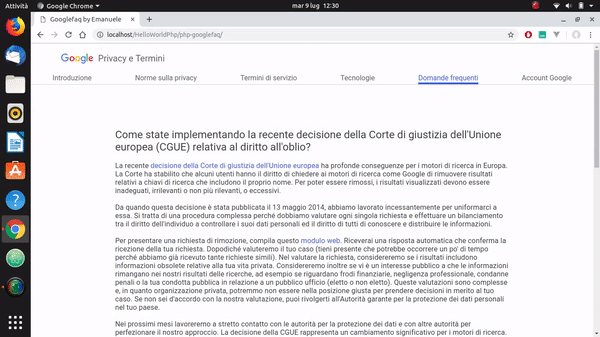 Attività
Google Chrome
mar 9 lug 12:30
Googlefaq by Emanuele
localhost/HelloWorldPhp/php-googlefaq/
Google Privacy e Termini
Introduzione
Norme sulla privacy
Termini di servizio
Tecnologie
Domande frequenti
Account Google
Come state implementando la recente decisione della Corte di giustizia dell'Unione
europea (CGUE) relativa al diritto all'oblio?
La recente decisione della Corte di giustizia dell'Unione europea ha profonde conseguenze per i motori di ricerca in Europa.
La Corte ha stabilito che alcuni utenti hanno il diritto di chiedere ai motori di ricerca come Google di rimuovere risultati
relativi a chiavi di ricerca che includono il proprio nome. Per poter essere rimossi, i risultati visualizzati devono essere
inadeguati, irrilevanti o non più rilevanti, o eccessivi.
Da quando questa decisione è stata pubblicata il 13 maggio 2014, abbiamo lavorato incessantemente per uniformarci a
essa. Si tratta di una procedura complessa perché dobbiamo valutare ogni singola richiesta e effettuare un bilanciamento
tra il diritto dell'individuo a controllare i suoi dati personali ed il diritto di tutti di conoscere e distribuire le informazioni.
Per presentare una richiesta di rimozione, compila questo modulo web. Riceverai una risposta automatica che conferma la
ricezione della tua richiesta. Dopodiché valuteremo il tuo caso (tieni presente che potrebbe occorrere un po' di tempo
perché abbiamo già ricevuto tante richieste simili). Nel valutare la richiesta, considereremo se i risultati includono
informazioni obsolete relative alla tua vita privata. Considereremo inoltre se vi è un interesse pubblico a che le informazioni
rimangano nei nostri risultati delle ricerche, ad esempio se riguardano frodi finanziarie, negligenza professionale, condanne
penali o la tua condotta pubblica in relazione a un pubblico ufficio (eletto o non eletto). Queste valutazioni sono complesse
e, in quanto organizzazione privata, potremmo non essere nella posizione giusta per prendere decisioni in merito al tuo
caso. Se non sei d'accordo con la nostra valutazione, puoi rivolgerti all'Autorità garante per la protezione dei dati personali
nel tuo paese.
Nei prossimi mesi lavoreremo a stretto contatto con le autorità per la protezione dei dati e con altre autorità per
perfezionare il nostro approccio. La decisione della CGUE rappresenta un cambiamento significativo per i motori di ricerca.